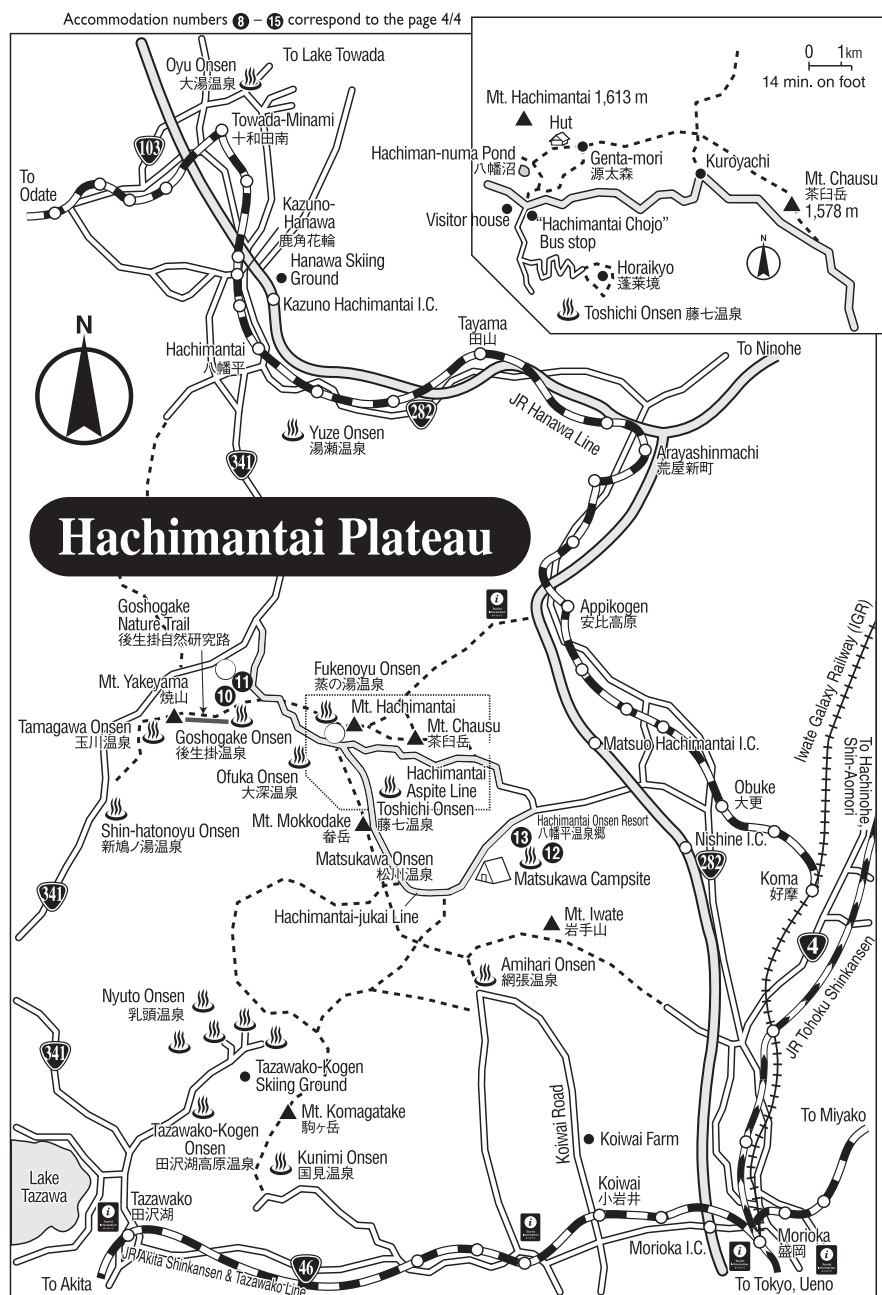 Accommodation numbers 8 – 15 correspond to the page 4/4
To Lake Towada
Oyu Onsen
大湯温泉
Towada-Minami
十和田南
103
To
Odate
Kazuno-
Hanawa
鹿角花輪
Hanawa Skiing
Ground
Kazuno Hachimantai I.C.
0 1km
14 min. on foot
Mt. Hachimantai 1,613 m
Hut
Hachiman-numa Pond
八幡沼
Genta-mori
源太森
Kuroyachi
Mt. Chausu
茶臼岳
1,578 m
Visitor house
“Hachimantai Chojo”
Bus stop
N
Horaikyo
蓬莱境
Toshichi Onsen 藤七温泉
N
Hachimantai
八幡平
Tayama
田山
To Ninohe
282
JR Hanawa Line
Yuze Onsen
湯瀬温泉
341
Arayashinmachi
荒屋新町
Hachimantai Plateau
Goshogake
Nature Trail
後生掛自然研究路
i
Tourist Information
Appikogen
安比高原
Iwate Galaxy Railway (IGR)
Mt. Yakeyama
焼山
10
11
Fukenoyu Onsen
蒸の湯温泉
Mt. Hachimantai
Mt. Chausu
茶臼岳
Tamagawa Onsen
玉川温泉
Goshogake Onsen
後生掛温泉
Matsuo Hachimantai I.C.
To Hachinohe,
Shin-Aomori
Ofuka Onsen
大深温泉
Hachimantai
Aspite Line
Toshichi Onsen
藤七温泉
Obuke
大更
Shin-hatonoyu Onsen
新鳩ノ湯温泉
Mt. Mokkodake
畚岳
Hachimantai Onsen Resort
八幡平温泉郷
13
12
Nishine I.C.
282
Matsukawa Onsen
松川温泉
Matsukawa Campsite
Koma
好摩
341
Hachimantai-jukai Line
Mt. Iwate
岩手山
4
Amihari Onsen
網張温泉
JR Tohoku Shinkansen
Nyuto Onsen
乳頭温泉
341
Tazawako-Kogen
Skiing Ground
Mt. Komagatake
駒ヶ岳
Koiwai Road
To Miyako
Tazawako-Kogen
Onsen
田沢湖高原温泉
Koiwai Farm
Kunimi Onsen
国見温泉
Lake
Tazawa
Koiwai
小岩井
Tazawako
田沢湖
i
Tourist Information
i
Tourist Information
Morioka I.C.
Morioka
盛岡
i
Tourist Information
i
Tourist Information
JR Akita Shinkansen & Tazawako Line
46
To Akita
To Tokyo, Ueno